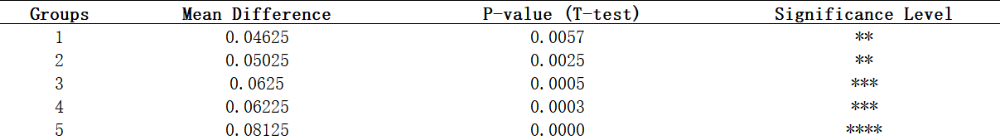 Groups Mean Difference P-value (T-test) Significance Level
1 0.04625 0.0057 **
2 0.05025 0.0025 **
3 0.0625 0.0005 ***
4 0.06225 0.0003 ***
5 0.08125 0.0000 ****